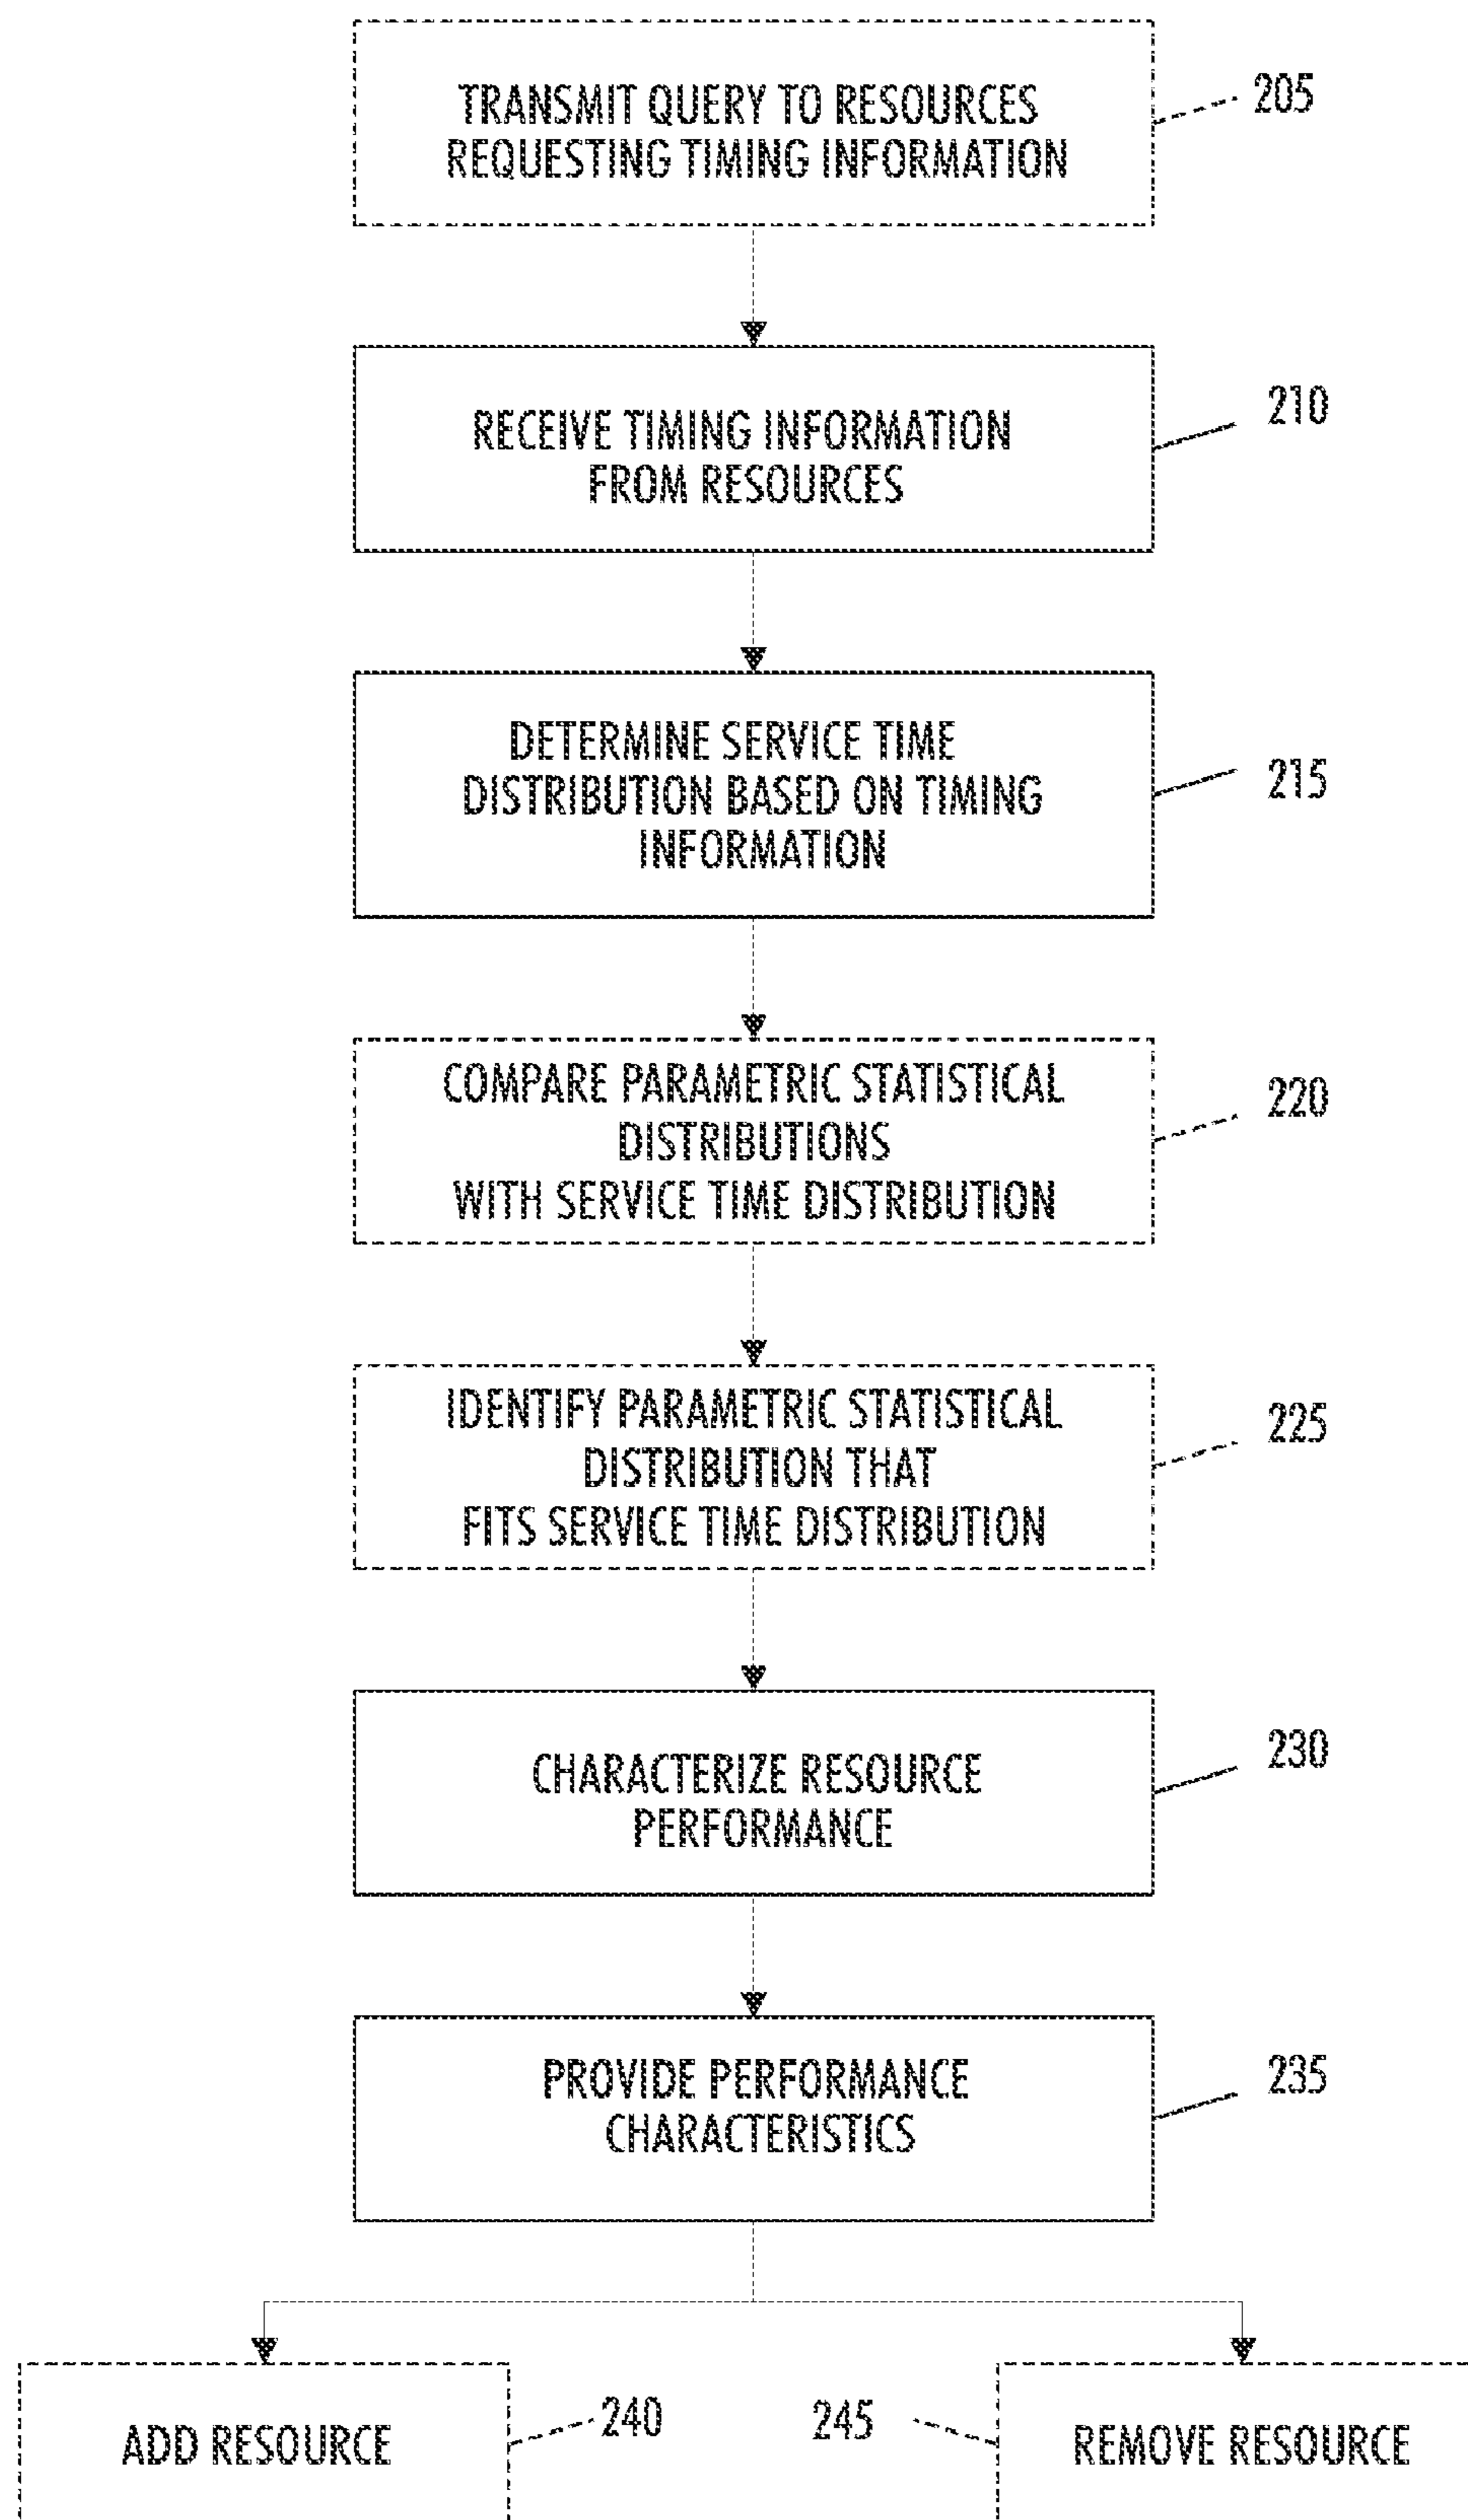 TRANSMIT QUERY TO RESOURCES
REQUESTING TIMING INFORMATION
205
RECEIVE TIMING INFORMATION
FROM RESOURCES
210
DETERMINE SERVICE TIME
DISTRIBUTION BASED ON TIMING
INFORMATION
215
COMPARE PARAMETRIC STATISTICAL
DISTRIBUTIONS
WITH SERVICE TIME DISTRIBUTION
220
IDENTIFY PARAMETRIC STATISTICAL
DISTRIBUTION THAT
FITS SERVICE TIME DISTRIBUTION
225
CHARACTERIZE RESOURCE
PERFORMANCE
230
PROVIDE PERFORMANCE
CHARACTERISTICS
235
ADD RESOURCE
240
245
REMOVE RESOURCE